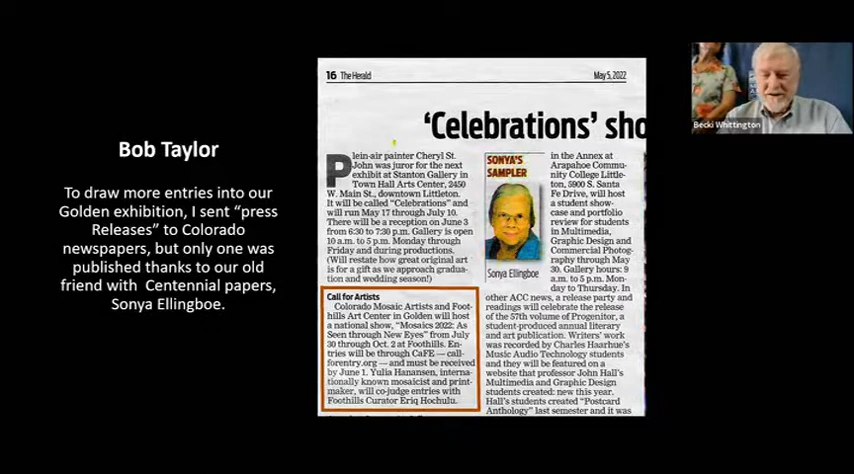 Bob Taylor
To draw more entries into our
Golden exhibition, I sent “press
Releases” to Colorado
newspapers, but only one was
published thanks to our old
friend with Centennial papers,
Sonya Ellingboe.
16 The Herald
May 5, 2022
‘Celebrations’ sho
Plein-air painter Cheryl St.
John was juror for the next
exhibit at Stanton Gallery in
Town Hall Arts Center, 2450
W. Main St., downtown Littleton.
It will be called “Celebrations” and
will run May 17 through July 10.
There will be a reception on June 3
from 6:30 to 7:30 p.m. Gallery is open
10 a.m. to 5 p.m. Monday through
Friday and during productions.
(Will restate how great original art
is for a gift as we approach gradua-
tion and wedding season!)
Call for Artists
Colorado Mosaic Artists and Foot-
hills Art Center in Golden will host
a national show, “Mosaics 2022: As
Seen through New Eyes” from July
30 through Oct. 2 at Foothills. En-
tries will be through CaFE — call-
forentry.org — and must be received
by June 1. Yulia Hanansen, interna-
tionally known mosaicist and print-
maker, will co-judge entries with
Foothills Curator Eriq Hochulu.
SONYA'S
SAMPLER
Sonya Ellingboe
in the Annex at
Arapahoe Commu-
nity College Little-
ton, 5900 S. Santa
Fe Drive, will host
a student show-
case and portfolio
review for students
in Multimedia,
Graphic Design and
Commercial Photog-
raphy through May
30. Gallery hours: 9
a.m. to 5 p.m. Mon-
day to Thursday. In
other ACC news, a release party and
readings will celebrate the release
of the 57th volume of Progenitor, a
student-produced annual literary
and art publication. Writers' work
was recorded by Charles Haarhue's
Music Audio Technology students
and they will be featured on a
website that professor John Hall's
Multimedia and Graphic Design
students created: new this year.
Hall's students created “Postcard
Anthology” last semester and it was
Becki Whittington